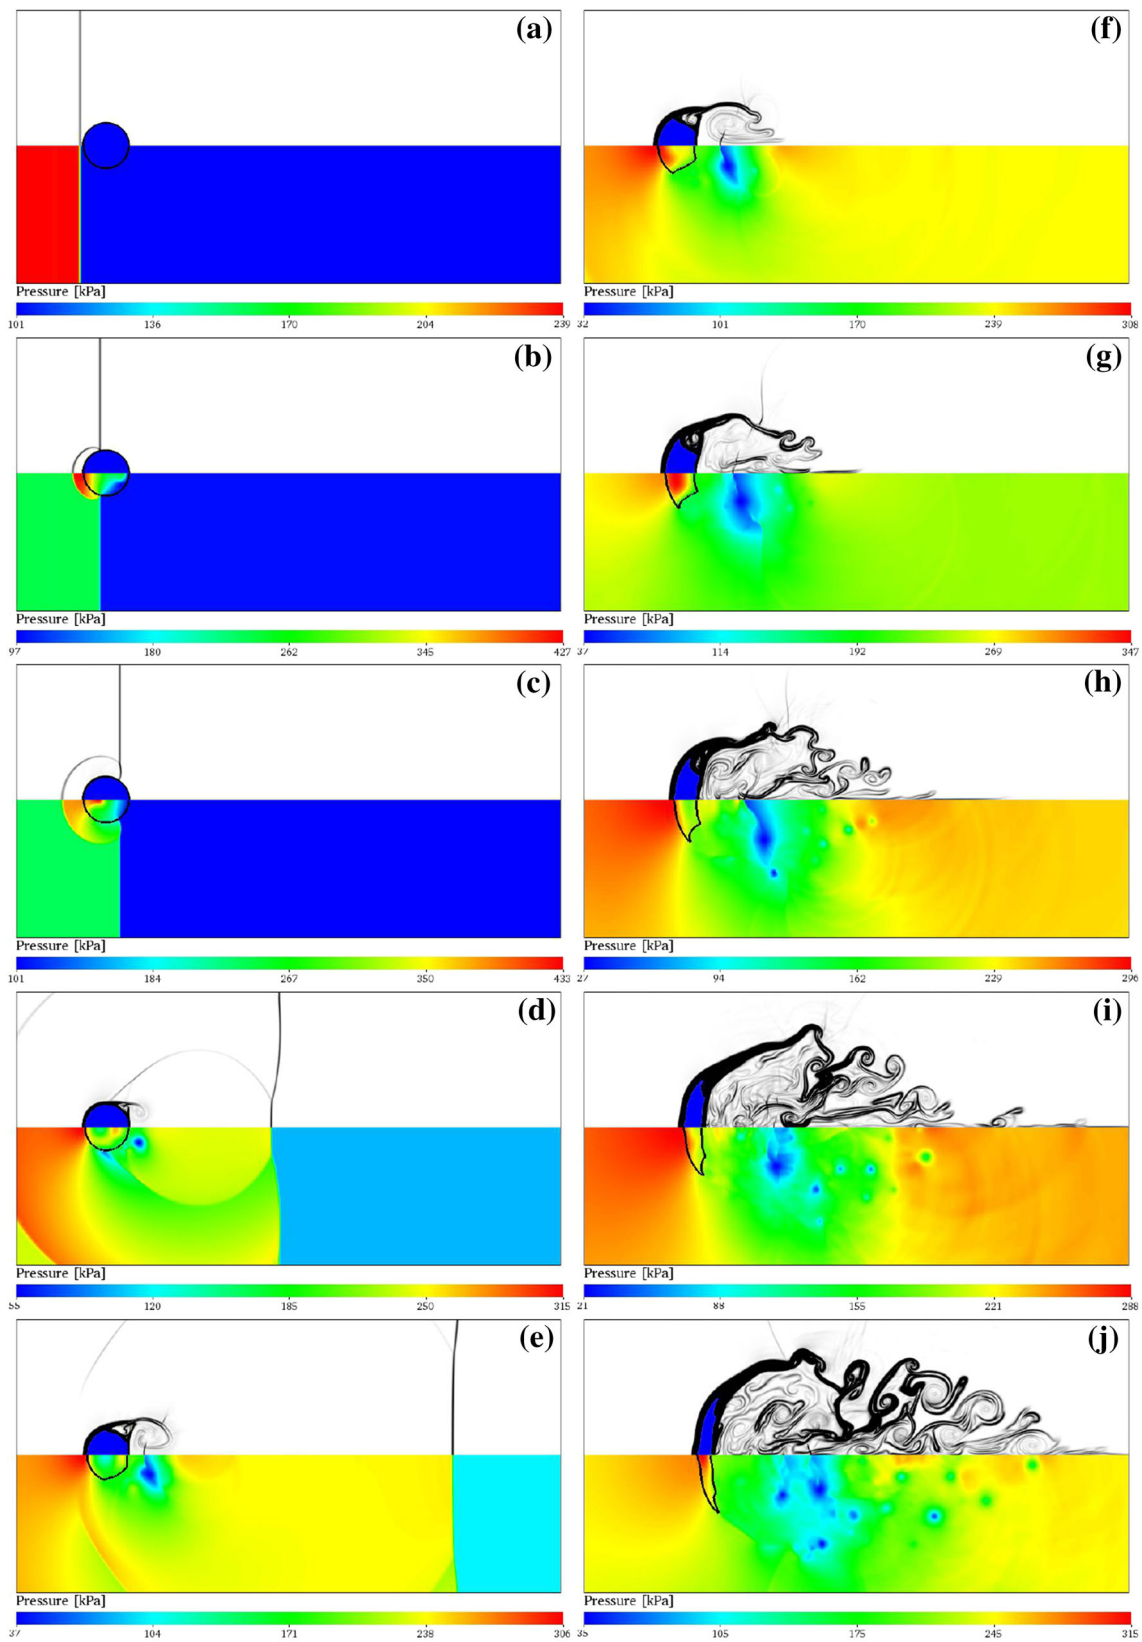 (a)
Pressure [kPa]
101 136 170 204 239
(b)
Pressure [kPa]
97 180 262 345 427
(c)
Pressure [kPa]
101 184 267 350 433
(d)
Pressure [kPa]
55 120 185 250 315
(e)
Pressure [kPa]
37 104 171 238 306
(f)
Pressure [kPa]
32 101 170 239 308
(g)
Pressure [kPa]
37 114 192 269 347
(h)
Pressure [kPa]
27 94 162 229 296
(i)
Pressure [kPa]
21 88 155 221 288
(j)
Pressure [kPa]
35 105 175 245 315